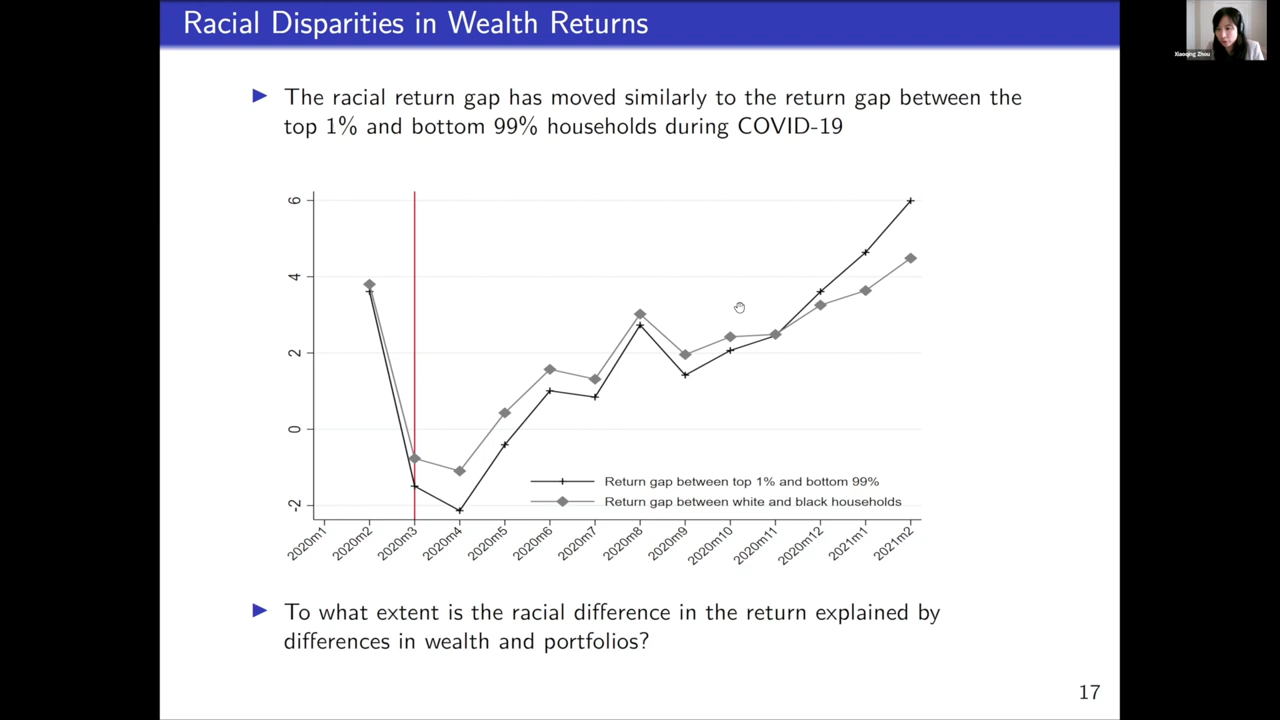 Racial Disparities in Wealth Returns
Xiaoqing Zhou
The racial return gap has moved similarly to the return gap between the
top 1% and bottom 99% households during COVID-19
6
4
2
0
-2
Return gap between top 1% and bottom 99%
Return gap between white and black households
2020m1
2020m2
2020m3
2020m4
2020m5
2020m6
2020m7
2020m8
2020m9
2020m10
2020m11
2020m12
2021m1
2021m2
To what extent is the racial difference in the return explained by
differences in wealth and portfolios?
17